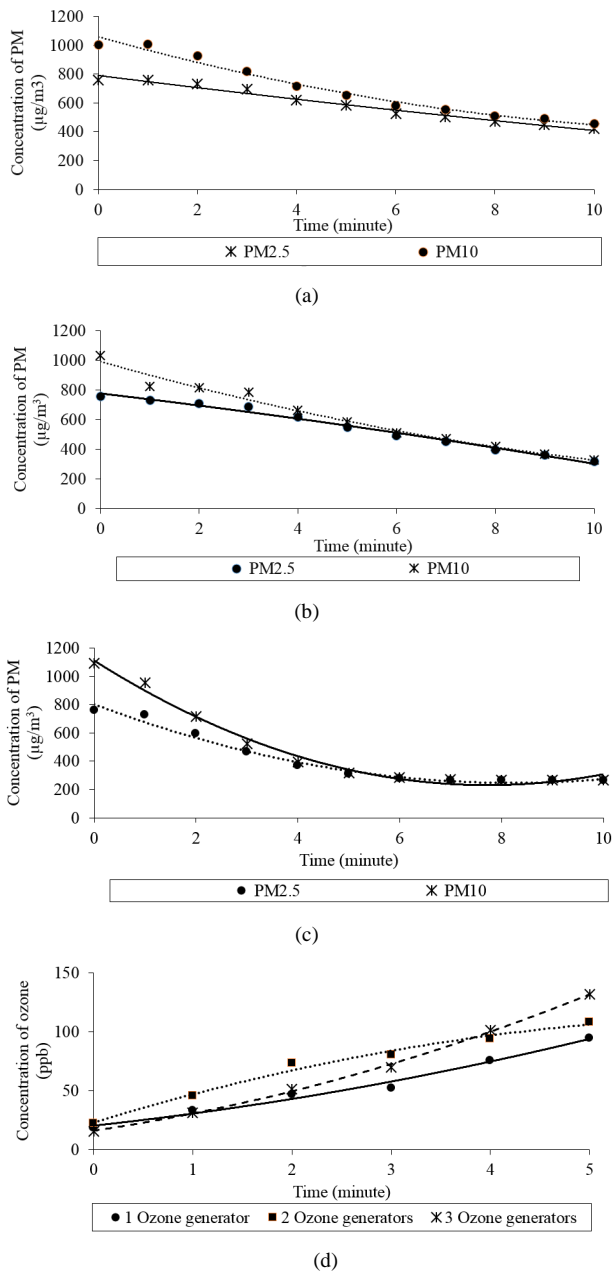 Concentration of PM
(µg/m3)
1200
1000
800
600
400
200
0
0 2 4 6 8 10
Time (minute)
PM2.5 PM10
(a)
Concentration of PM
(µg/m³)
1200
1000
800
600
400
200
0
0 2 4 6 8 10
Time (minute)
PM2.5 PM10
(b)
Concentration of PM
(µg/m³)
1200
1000
800
600
400
200
0
0 2 4 6 8 10
Time (minute)
PM2.5 PM10
(c)
Concentration of ozone
(ppb)
150
100
50
0
0 1 2 3 4 5
Time (minute)
1 Ozone generator 2 Ozone generators 3 Ozone generators
(d)